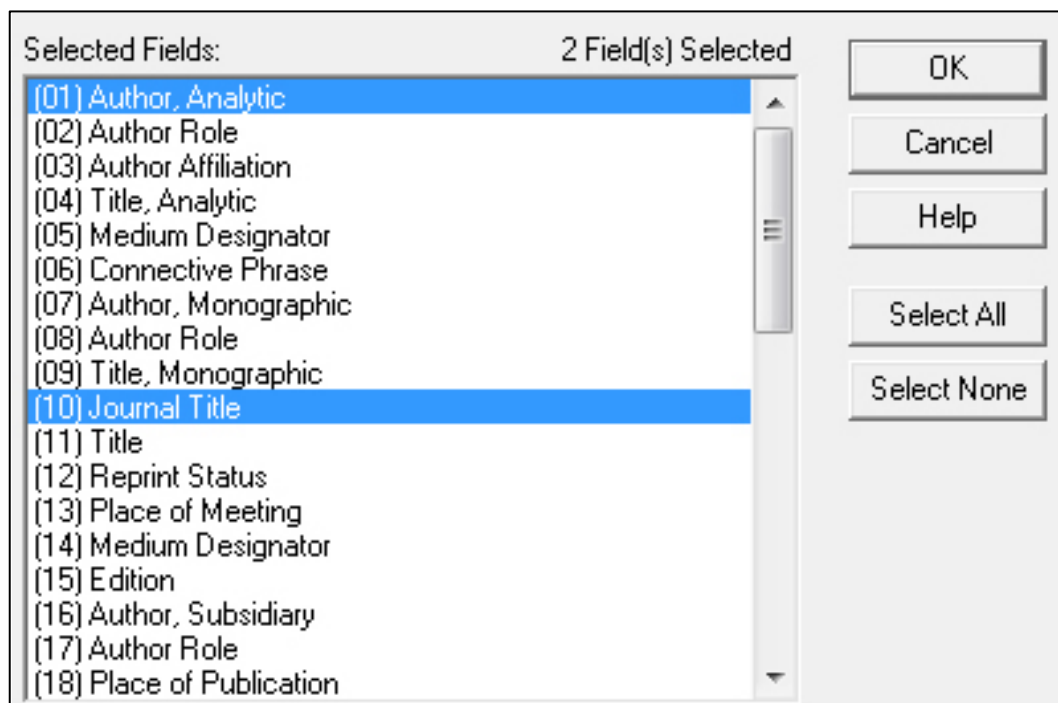 Selected Fields: 2 Field(s) Selected
(01) Author, Analytic
(02) Author Role
(03) Author Affiliation
(04) Title, Analytic
(05) Medium Designator
(06) Connective Phrase
(07) Author, Monographic
(08) Author Role
(09) Title, Monographic
(10) Journal Title
(11) Title
(12) Reprint Status
(13) Place of Meeting
(14) Medium Designator
(15) Edition
(16) Author, Subsidiary
(17) Author Role
(18) Place of Publication
OK
Cancel
Help
Select All
Select None